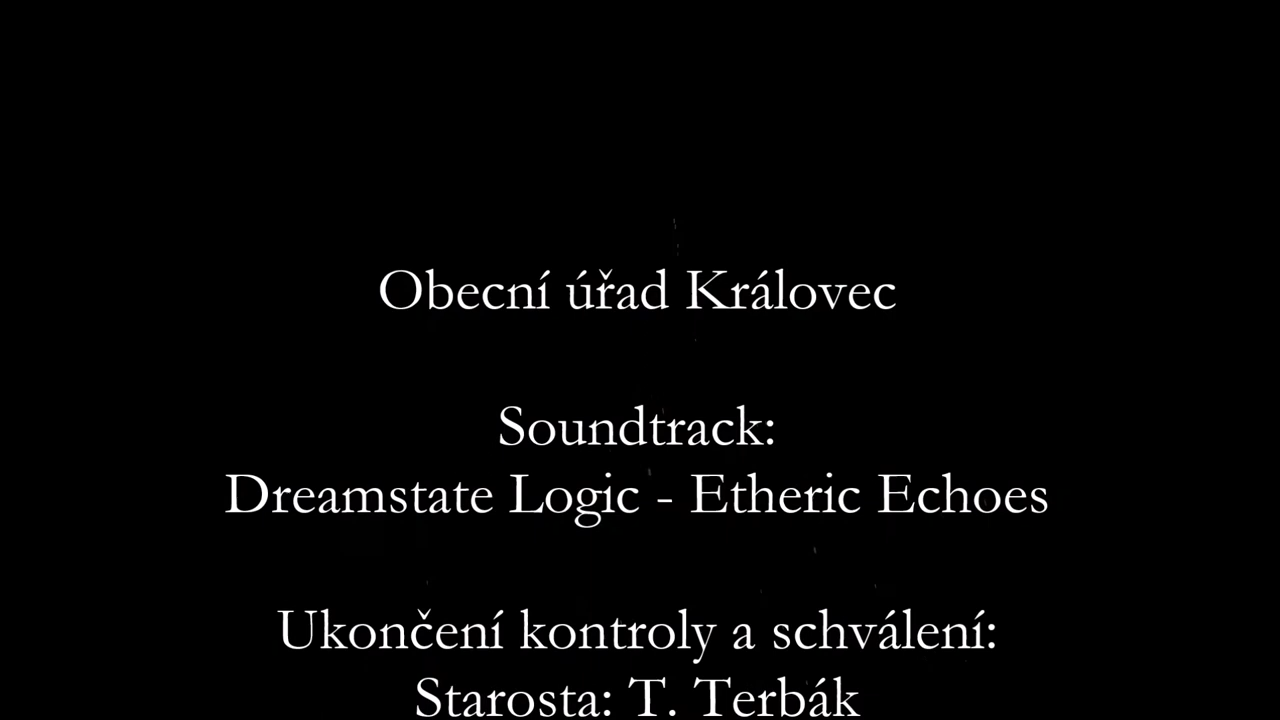 Obecní úřad Královec
Soundtrack:
Dreamstate Logic - Etheric Echoes
Ukončení kontroly a schválení:
Starosta: T. Terbák